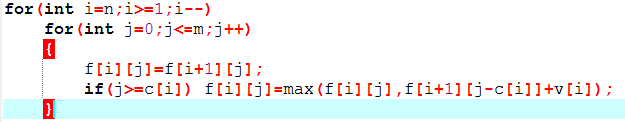 for(int i=n;i>=1;i--)
for(int j=0;j<=m;j++)
{
f[i][j]=f[i+1][j];
if(j>=c[i]) f[i][j]=max(f[i][j],f[i+1][j-c[i]]+v[i]);
}